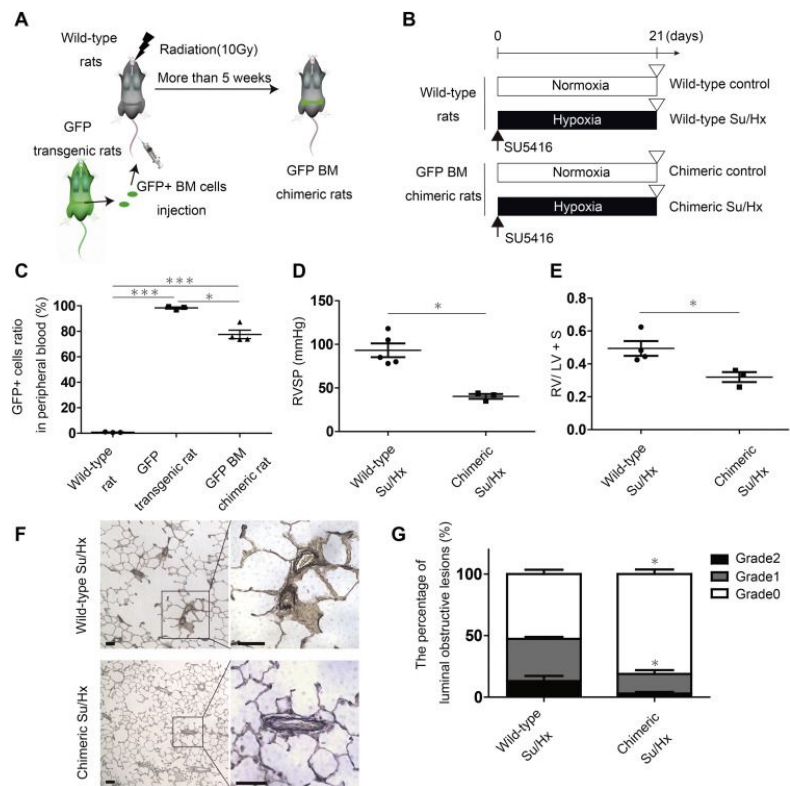 A
Wild-type
rats
Radiation(10Gy)
More than 5 weeks
GFP
transgenic rats
GFP+ BM cells
injection
GFP BM
chimeric rats
B
0
21 (days)
Wild-type
rats
Normoxia
Wild-type control
Hypoxia
Wild-type Su/Hx
SU5416
GFP BM
chimeric rats
Normoxia
Chimeric control
Hypoxia
Chimeric Su/Hx
SU5416
C
GFP+ cells ratio
in peripheral blood (%)
100
80
60
40
20
0
***
***
*
Wild-type
rat
GFP
transgenic rat
GFP BM
chimeric rat
D
RVSP (mmHg)
150
100
50
0
*
Wild-type
Su/Hx
Chimeric
Su/Hx
E
RV/ LV + S
0.8
0.6
0.4
0.2
0.0
*
Wild-type
Su/Hx
Chimeric
Su/Hx
F
Wild-type Su/Hx
Chimeric Su/Hx
G
The percentage of
luminal obstructive lesions (%)
100
50
0
*
*
Grade2
Grade1
Grade0
Wild-type
Su/Hx
Chimeric
Su/Hx